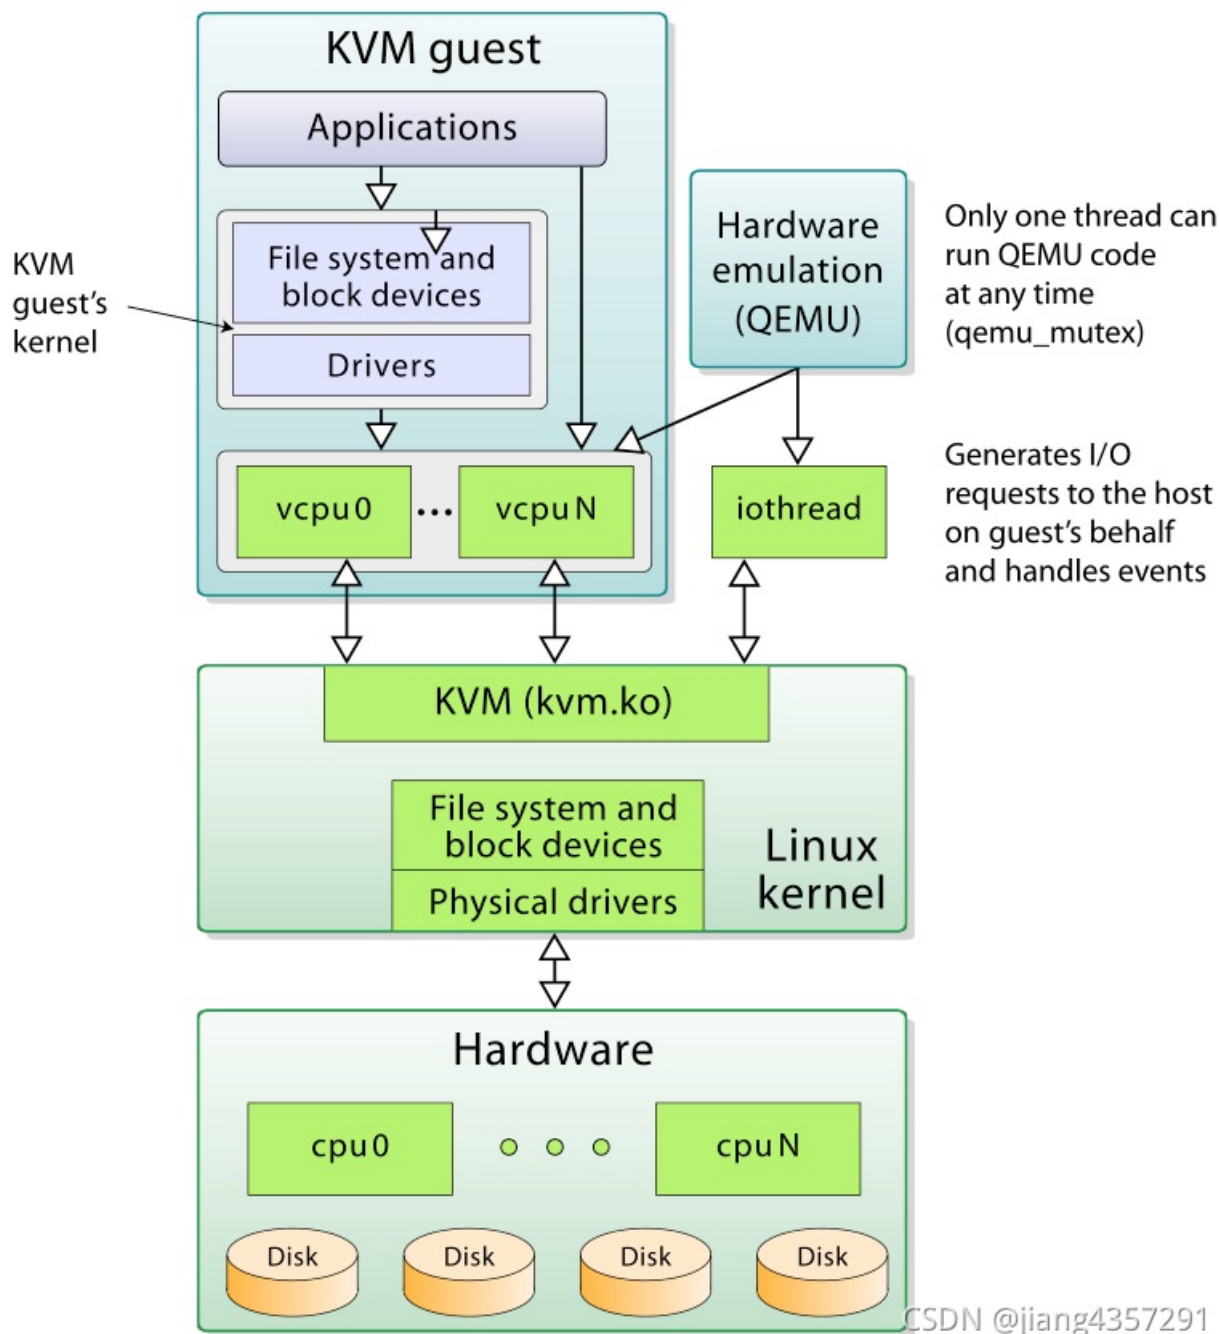 KVM guest
Applications
File system and
block devices
Drivers
KVM
guest's
kernel
vcpu0
...
vcpuN
Hardware
emulation
(QEMU)
Only one thread can
run QEMU code
at any time
(qemu_mutex)
iothread
Generates I/O
requests to the host
on guest's behalf
and handles events
KVM (kvm.ko)
File system and
block devices
Physical drivers
Linux
kernel
Hardware
cpu0
cpuN
Disk
Disk
Disk
Disk
CSDN @jiang4357291